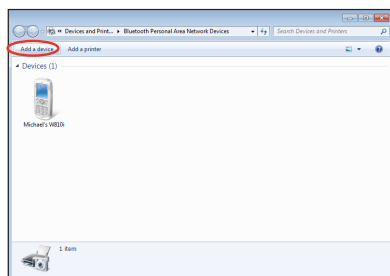 « Devices and Print... ▸ Bluetooth Personal Area Network Devices
Search Devices and Printers
Add a device Add a printer
Devices (1)
Michael's W810i
1 item